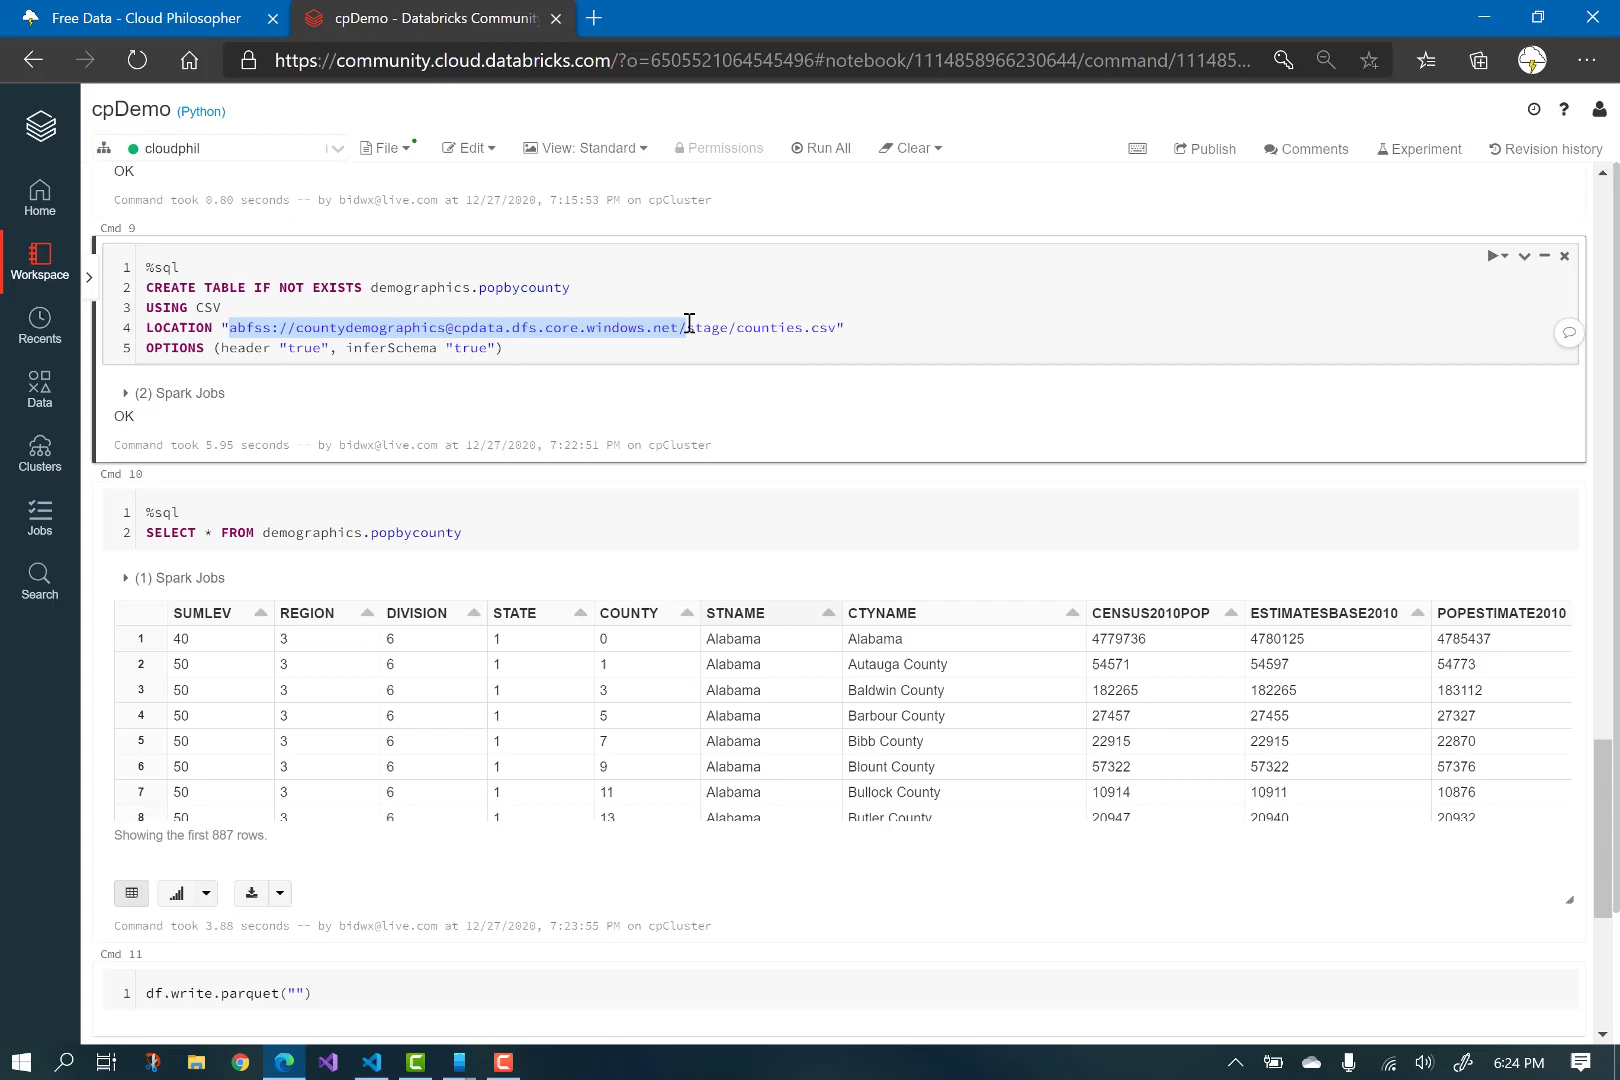 Free Data - Cloud Philosopher
cpDemo - Databricks Community
https://community.cloud.databricks.com/?o=6505521064545496#notebook/1114858966230644/command/111485...
cpDemo (Python)
cloudphil
File
Edit
View: Standard
Permissions
Run All
Clear
Publish
Comments
Experiment
Revision history
Home
Workspace
Recents
Data
Clusters
Jobs
Search
OK
Command took 0.80 seconds -- by bidwx@live.com at 12/27/2020, 7:15:53 PM on cpCluster
Cmd 9
1 %sql
2 CREATE TABLE IF NOT EXISTS demographics.popbycounty
3 USING CSV
4 LOCATION "abfss://countydemographics@cpdata.dfs.core.windows.net/stage/counties.csv"
5 OPTIONS (header "true", inferSchema "true")
(2) Spark Jobs
OK
Command took 5.95 seconds -- by bidwx@live.com at 12/27/2020, 7:22:51 PM on cpCluster
Cmd 10
1 %sql
2 SELECT * FROM demographics.popbycounty
(1) Spark Jobs
SUMLEV REGION DIVISION STATE COUNTY STNAME CTYNAME CENSUS2010POP ESTIMATESBASE2010 POPESTIMATE2010
1 40 3 6 1 0 Alabama Alabama 4779736 4780125 4785437
2 50 3 6 1 1 Alabama Autauga County 54571 54597 54773
3 50 3 6 1 3 Alabama Baldwin County 182265 182265 183112
4 50 3 6 1 5 Alabama Barbour County 27457 27455 27327
5 50 3 6 1 7 Alabama Bibb County 22915 22915 22870
6 50 3 6 1 9 Alabama Blount County 57322 57322 57376
7 50 3 6 1 11 Alabama Bullock County 10914 10911 10876
8 50 3 6 1 13 Alabama Butler County 20947 20940 20932
Showing the first 887 rows.
Command took 3.88 seconds -- by bidwx@live.com at 12/27/2020, 7:23:55 PM on cpCluster
Cmd 11
1 df.write.parquet("")
6:24 PM